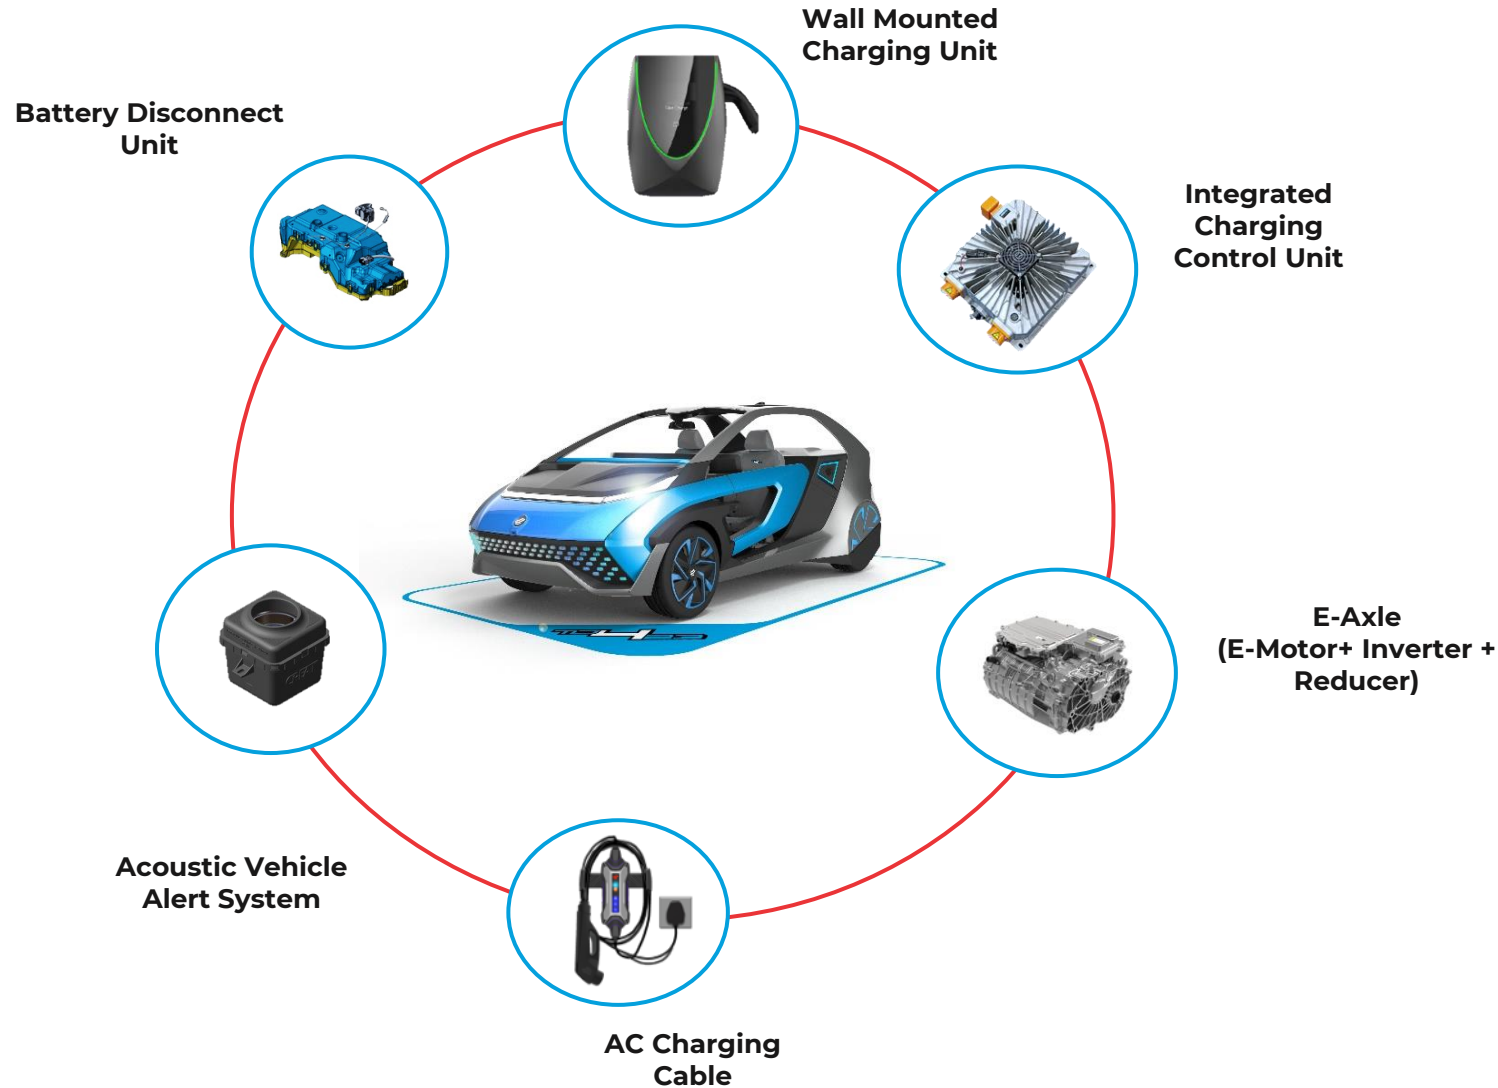 Wall Mounted
Charging Unit
Battery Disconnect
Unit
Integrated
Charging
Control Unit
E-Axle
(E-Motor+ Inverter +
Reducer)
Acoustic Vehicle
Alert System
AC Charging
Cable